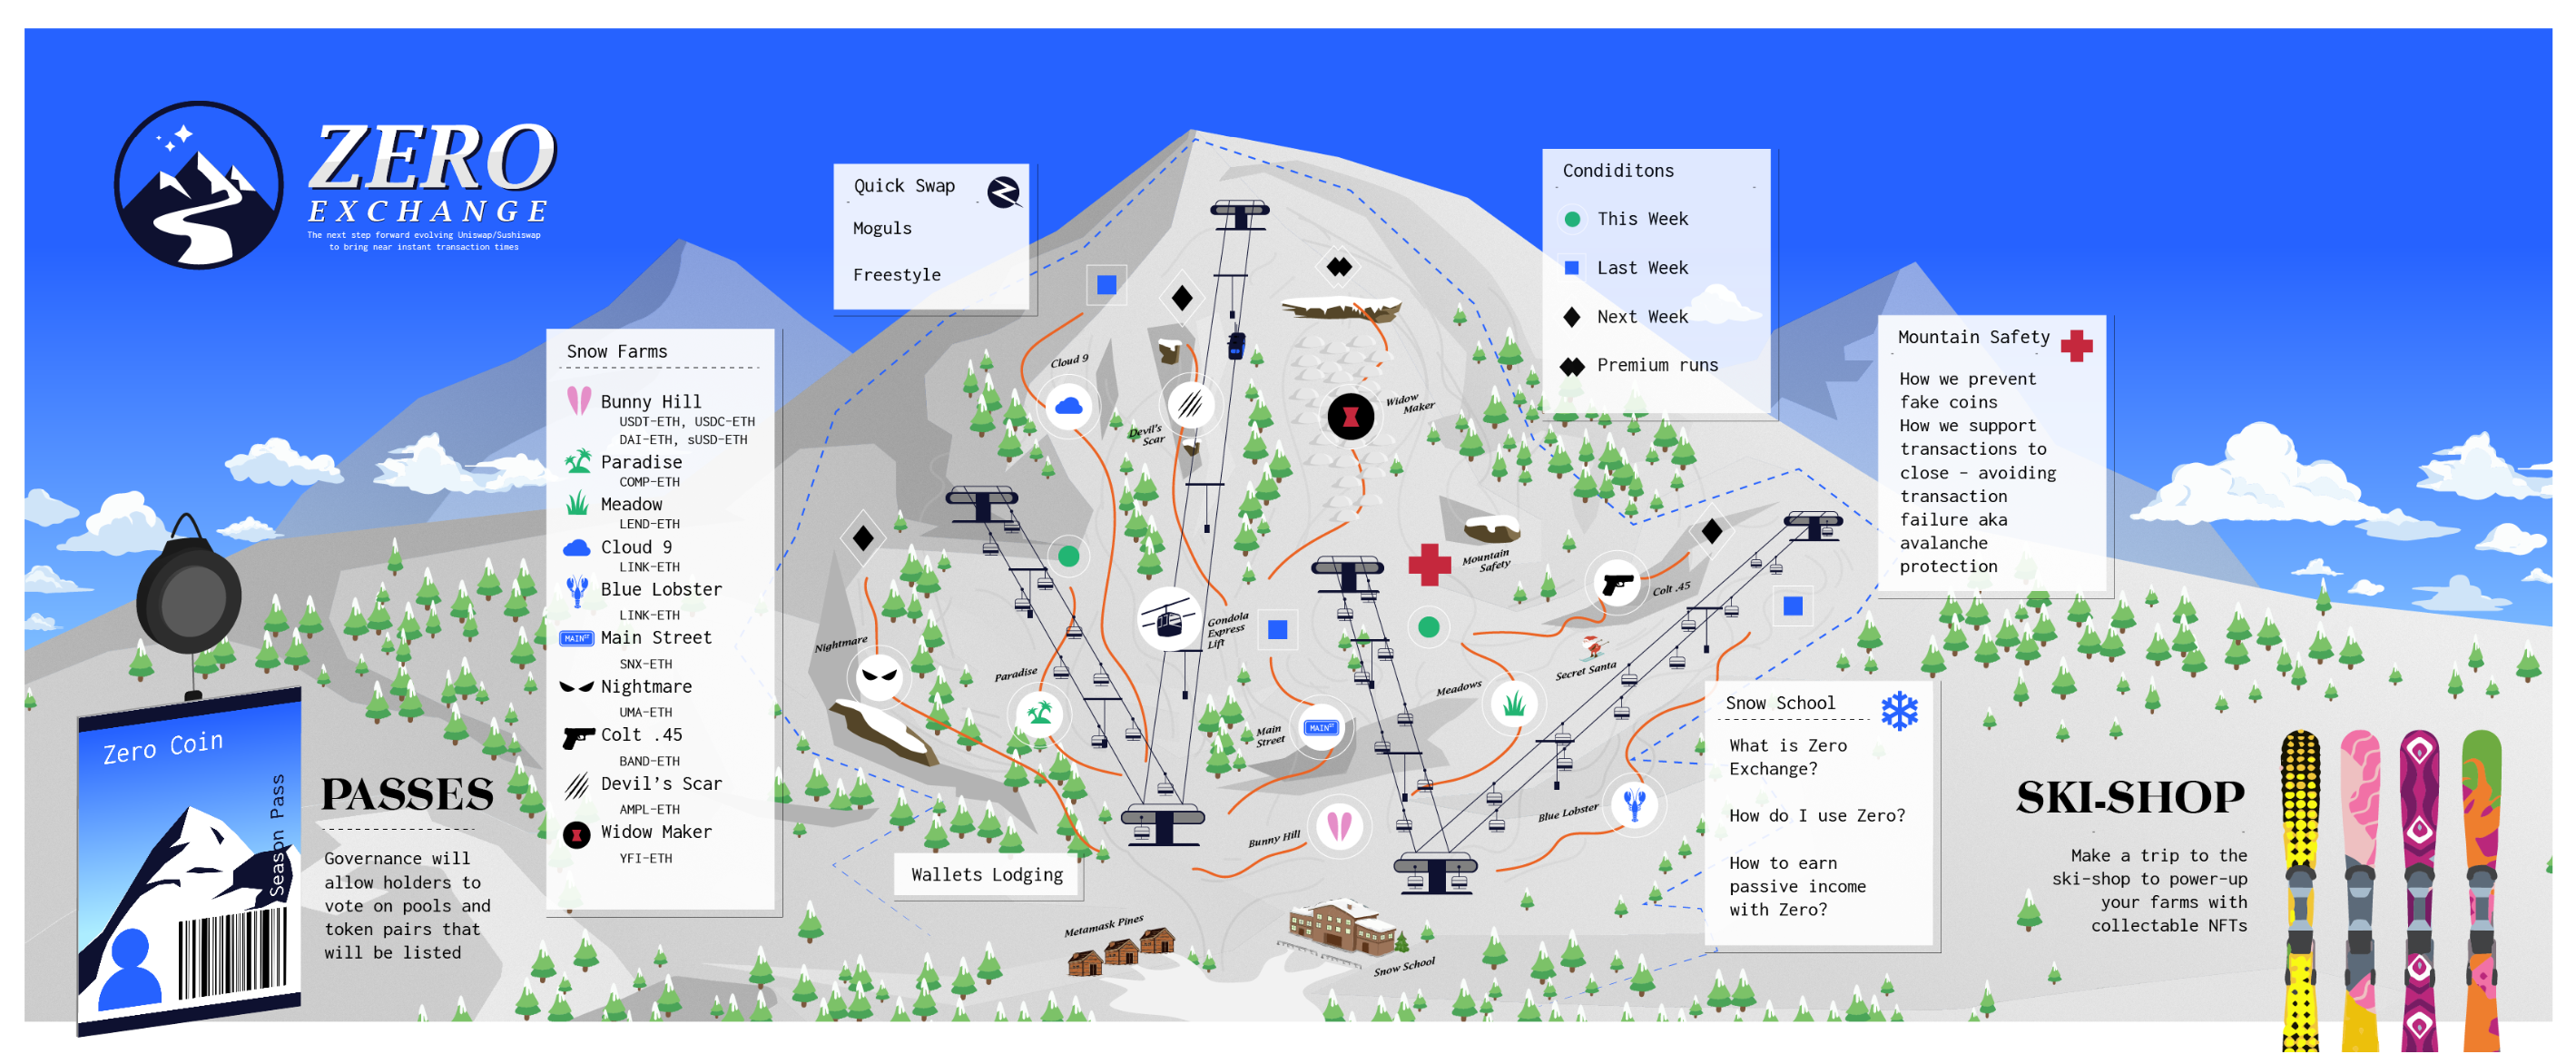 ZERO
EXCHANGE
The next step forward evolving Uniswap/Sushiswap
to bring near instant transaction times
Quick Swap
Moguls
Freestyle
Condiditons
This Week
Last Week
Next Week
Premium runs
Mountain Safety
How we prevent
fake coins
How we support
transactions to
close - avoiding
transaction
failure aka
avalanche
protection
Snow Farms
Bunny Hill
USDT-ETH, USDC-ETH
DAI-ETH, sUSD-ETH
Paradise
COMP-ETH
Meadow
LEND-ETH
Cloud 9
LINK-ETH
Blue Lobster
LINK-ETH
MAIN ST
Main Street
SNX-ETH
Nightmare
UMA-ETH
Colt .45
BAND-ETH
Devil's Scar
AMPL-ETH
Widow Maker
YFI-ETH
Cloud 9
Devil's
Scar
Widow
Maker
Mountain
Safety
Colt .45
Nightmare
Paradise
Gondola
Express
Lift
Secret Santa
Meadows
Main
Street
MAIN ST
Bunny Hill
Blue Lobster
Wallets Lodging
Metamask Pines
Snow School
Snow School
What is Zero
Exchange?
How do I use Zero?
How to earn
passive income
with Zero?
Zero Coin
Season Pass
PASSES
Governance will
allow holders to
vote on pools and
token pairs that
will be listed
SKI-SHOP
Make a trip to the
ski-shop to power-up
your farms with
collectable NFTs